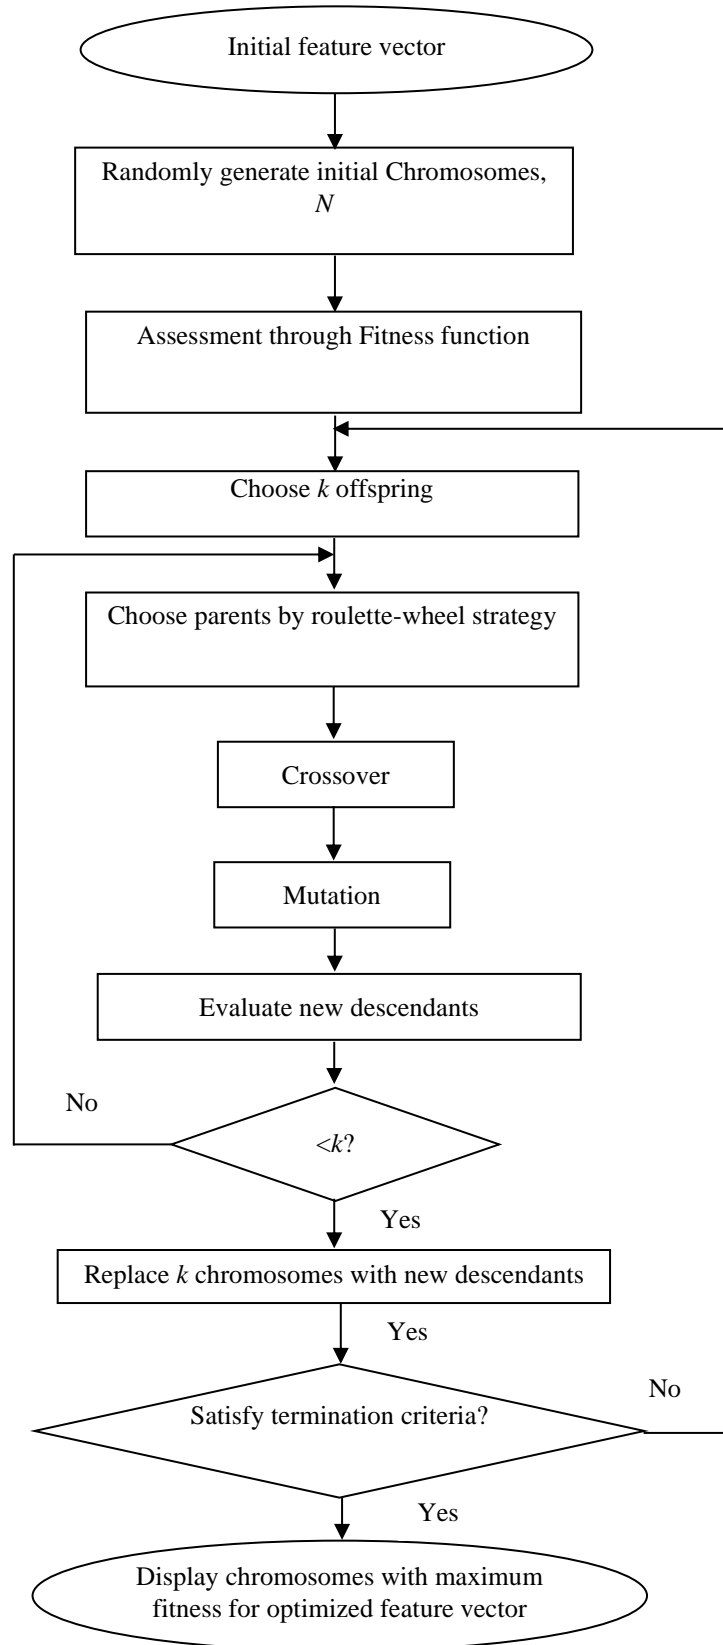 Initial feature vector
Randomly generate initial Chromosomes,
N
Assessment through Fitness function
Choose k offspring
Choose parents by roulette-wheel strategy
Crossover
Mutation
Evaluate new descendants
No
<k?
Yes
Replace k chromosomes with new descendants
Yes
No
Satisfy termination criteria?
Yes
Display chromosomes with maximum
fitness for optimized feature vector